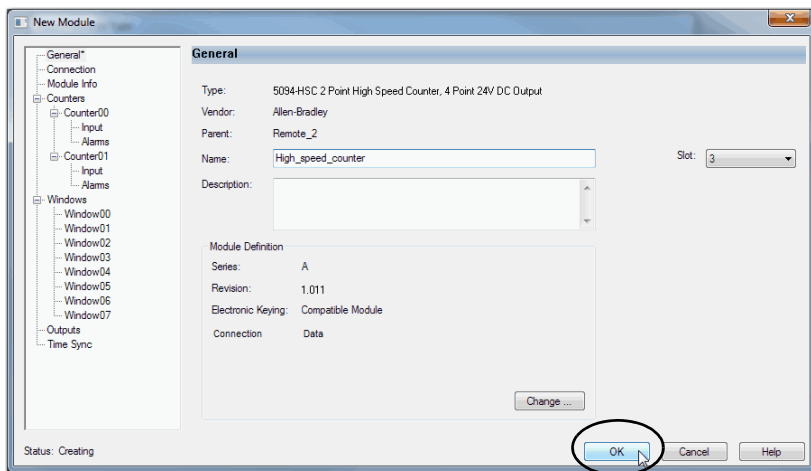 New Module
General*
Connection
Module Info
Counters
Counter00
Input
Alarms
Counter01
Input
Alarms
Windows
Window00
Window01
Window02
Window03
Window04
Window05
Window06
Window07
Outputs
Time Sync
General
Type: 5094-HSC 2 Point High Speed Counter, 4 Point 24V DC Output
Vendor: Allen-Bradley
Parent: Remote_2
Name: High_speed_counter
Slot: 3
Description:
Module Definition
Series: A
Revision: 1.011
Electronic Keying: Compatible Module
Connection Data
Change ...
Status: Creating
OK Cancel Help